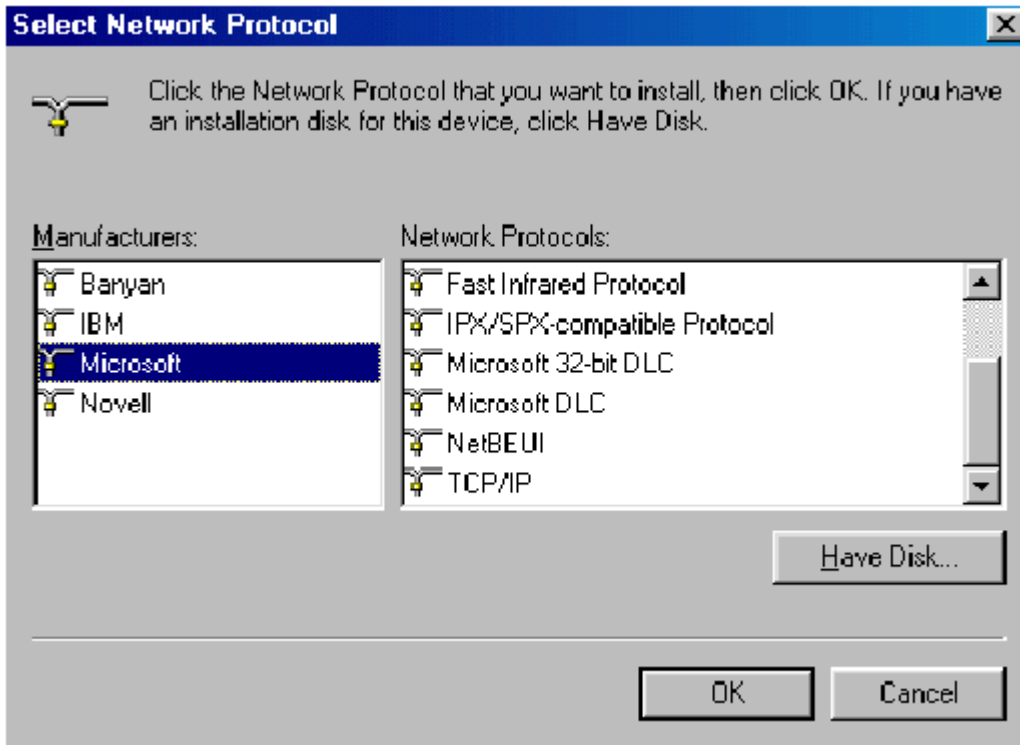 Select Network Protocol
Click the Network Protocol that you want to install, then click OK. If you have
an installation disk for this device, click Have Disk.
Manufacturers:
Banyan
IBM
Microsoft
Novell
Network Protocols:
Fast Infrared Protocol
IPX/SPX-compatible Protocol
Microsoft 32-bit DLC
Microsoft DLC
NetBEUI
TCP/IP
Have Disk...
OK
Cancel